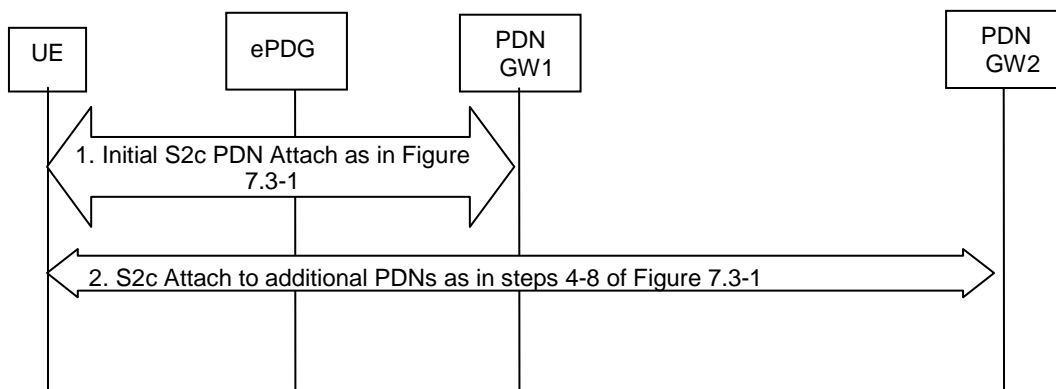 UE
ePDG
PDN
GW1
PDN
GW2
1. Initial S2c PDN Attach as in Figure
7.3-1
2. S2c Attach to additional PDNs as in steps 4-8 of Figure 7.3-1